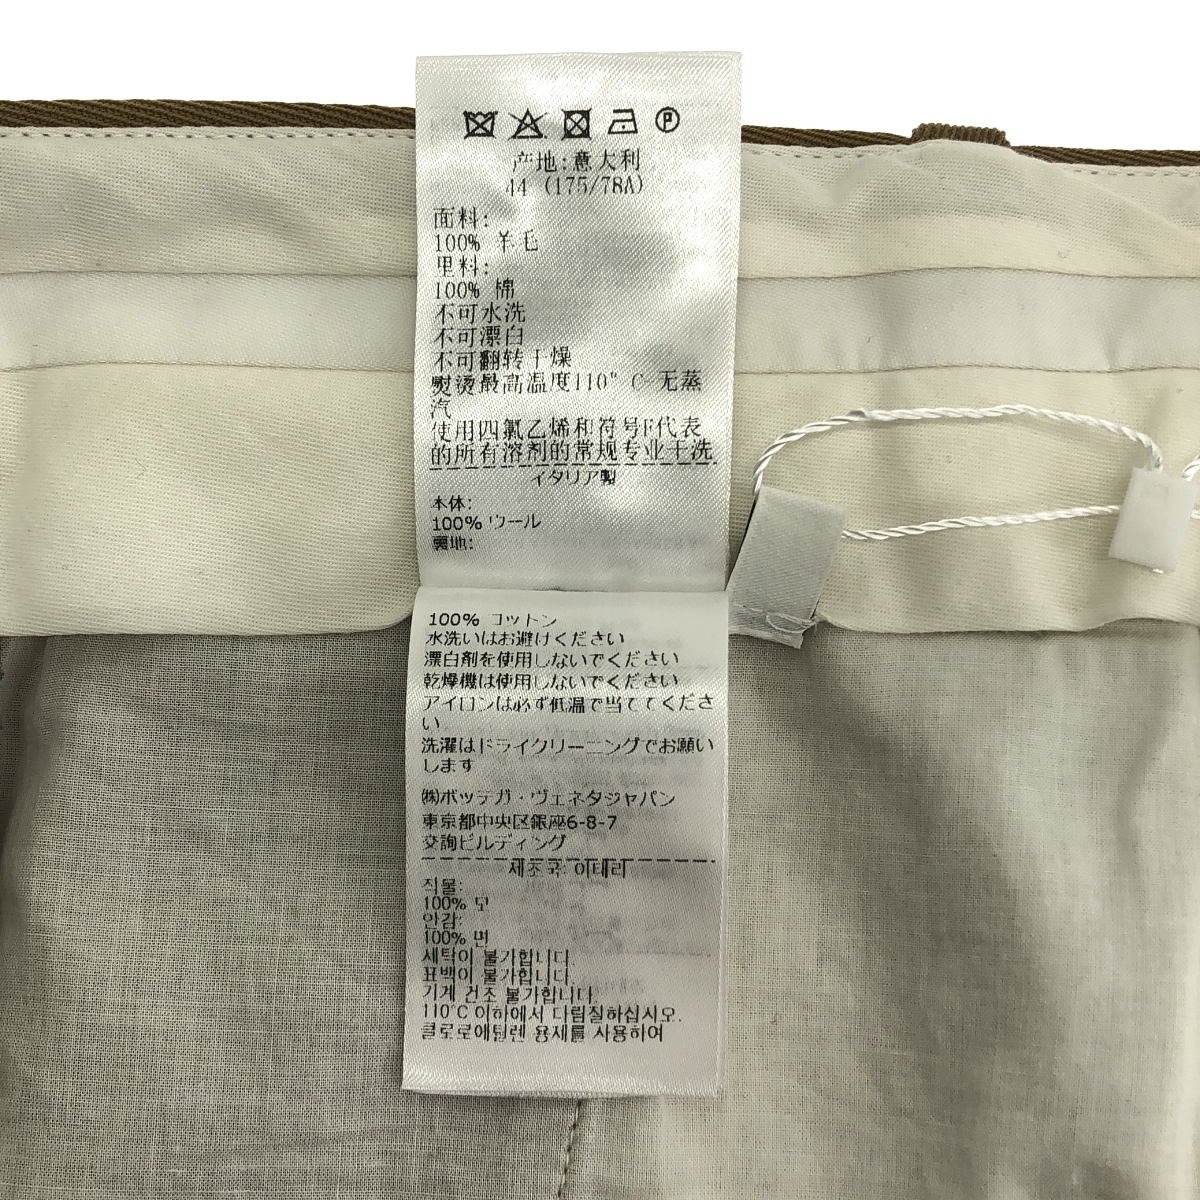 P
产地:意大利
44 (175/78A)
面料:
100% 羊毛
里料:
100% 棉
不可水洗
不可漂白
不可翻转干燥
熨烫最高温度110° C 无蒸
汽
使用四氯乙烯和符号F代表
的所有溶剂的常规专业干洗
イタリア製
本体:
100% ウール
裏地:
100% コットン
水洗いはお避けください
漂白剤を使用しないでください
乾燥機は使用しないでください
アイロンは必ず低温で当ててくださ
い
洗濯はドライクリーニングでお願い
します
㈱ボッテガ・ヴェネタジャパン
東京都中央区銀座6-8-7
交詢ビルディング
제조국: 이태리
직물:
100% 모
안감:
100% 면
세탁이 불가합니다.
표백이 불가합니다.
기계 건조 불가합니다.
110°C 이하에서 다림질하십시오.
클로로에틸렌 용제를 사용하여